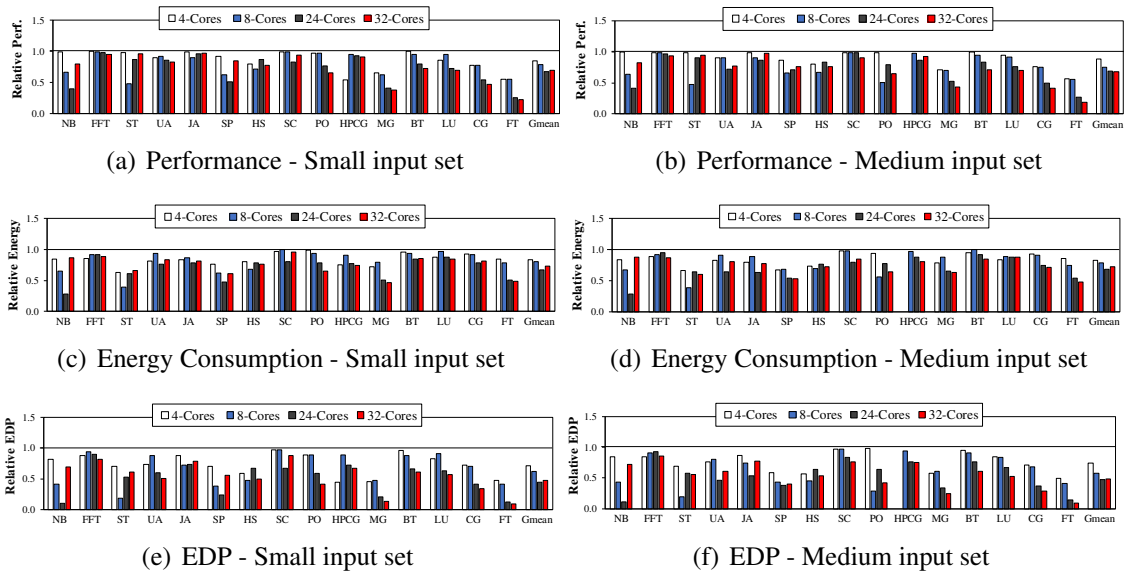 4-Cores 8-Cores 24-Cores 32-Cores
Relative Perf.
1.5
1.0
0.5
0.0
NB FFT ST UA JA SP HS SC PO HPCG MG BT LU CG FT Gmean
(a) Performance - Small input set
4-Cores 8-Cores 24-Cores 32-Cores
Relative Perf.
1.5
1.0
0.5
0.0
NB FFT ST UA JA SP HS SC PO HPCG MG BT LU CG FT Gmean
(b) Performance - Medium input set
4-Cores 8-Cores 24-Cores 32-Cores
Relative Energy
1.5
1.0
0.5
0.0
NB FFT ST UA JA SP HS SC PO HPCG MG BT LU CG FT Gmean
(c) Energy Consumption - Small input set
4-Cores 8-Cores 24-Cores 32-Cores
Relative Energy
1.5
1.0
0.5
0.0
NB FFT ST UA JA SP HS SC PO HPCG MG BT LU CG FT Gmean
(d) Energy Consumption - Medium input set
4-Cores 8-Cores 24-Cores 32-Cores
Relative EDP
1.5
1.0
0.5
0.0
NB FFT ST UA JA SP HS SC PO HPCG MG BT LU CG FT Gmean
(e) EDP - Small input set
4-Cores 8-Cores 24-Cores 32-Cores
Relative EDP
1.5
1.0
0.5
0.0
NB FFT ST UA JA SP HS SC PO HPCG MG BT LU CG FT Gmean
(f) EDP - Medium input set